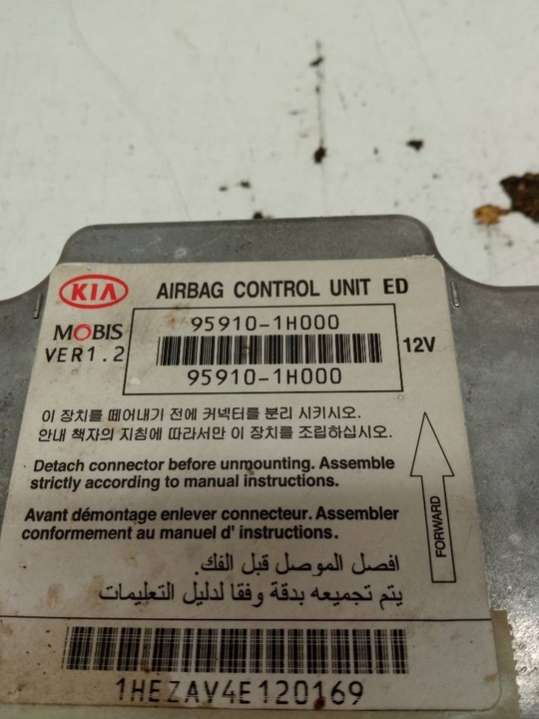 KIA AIRBAG CONTROL UNIT ED
MOBIS
VER1.2
95910-1H000
95910-1H000
12V
이 장치를 떼어내기 전에 커넥터를 분리 시키시오.
안내 책자의 지침에 따라서만 이 장치를 조립하십시오.
Detach connector before unmounting. Assemble
strictly according to manual instructions.
Avant démontage enlever connecteur. Assembler
conformement au manuel d' instructions.
افصل الموصل قبل الفك.
يتم تجميعه بدقة وفقا لدليل التعليمات
FORWARD
1HEZAV4E120169